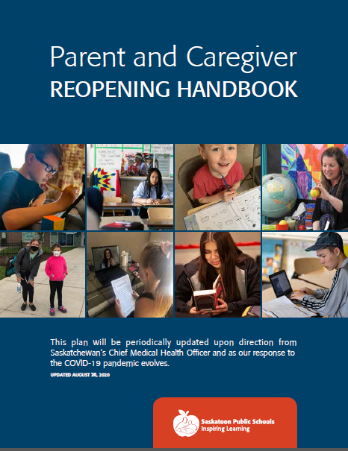 Parent and Caregiver
REOPENING HANDBOOK
This plan will be periodically updated upon direction from
Saskatchewan's Chief Medical Health Officer and as our response to
the COVID-19 pandemic evolves.
UPDATED AUGUST 28, 2020
Saskatoon Public Schools
Inspiring Learning